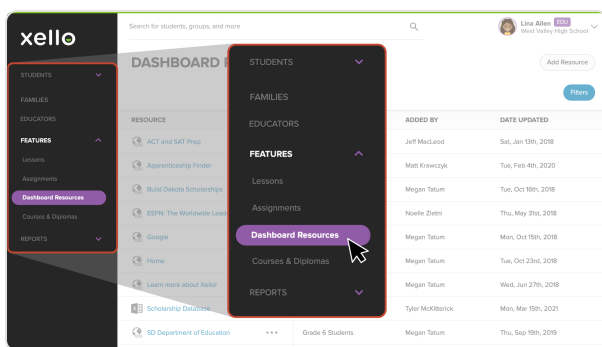 xello
Search for students, groups, and more
Lina Allen EDU
West Valley High School
STUDENTS
FAMILIES
EDUCATORS
FEATURES
Lessons
Assignments
Dashboard Resources
Courses & Diplomas
REPORTS
DASHBOARD R
Add Resource
Filters
STUDENTS
FAMILIES
EDUCATORS
FEATURES
Lessons
Assignments
Dashboard Resources
Courses & Diplomas
REPORTS
RESOURCE ADDED BY DATE UPDATED
ACT and SAT Prep Jeff MacLeod Sat, Jan 13th, 2018
Apprenticeship Finder Matt Krawczyk Tue, Feb 4th, 2020
Build Dakota Scholarships Megan Tatum Tue, Oct 16th, 2018
ESPN: The Worldwide Leade Noelle Zletni Thu, May 31st, 2018
Google Megan Tatum Mon, Oct 15th, 2018
Home Megan Tatum Tue, Oct 23rd, 2018
Learn more about Xello! Megan Tatum Wed, Jun 27th, 2018
Scholarship Database Tyler McKitterick Mon, Mar 15th, 2021
SD Department of Education ••• Grade 6 Students Megan Tatum Thu, Sep 19th, 2019